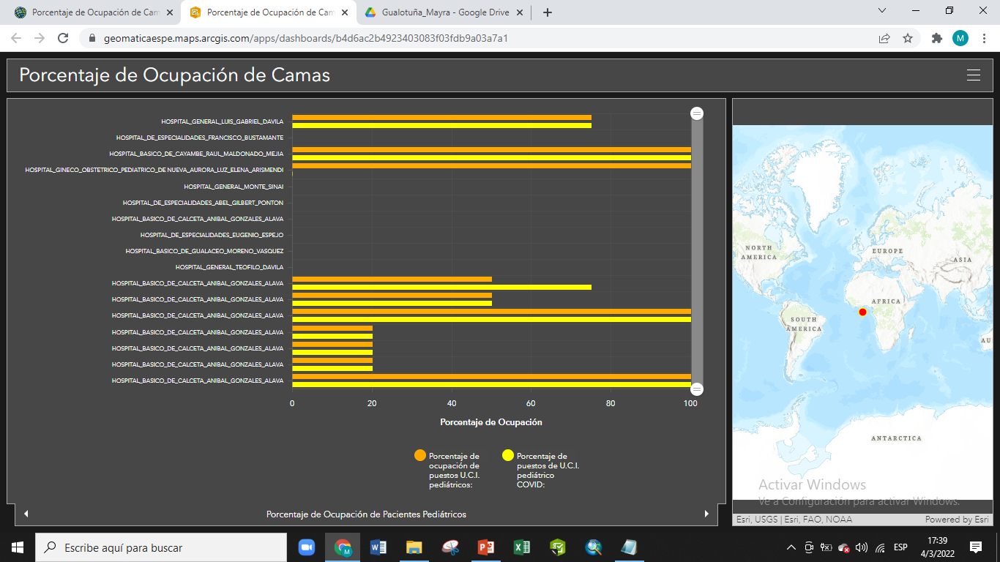 Porcentaje de Ocupación de Cam
Porcentaje de Ocupación de Cam
Gualotuña_Mayra - Google Drive
geomaticaespe.maps.arcgis.com/apps/dashboards/b4d6ac2b4923403083f03fdb9a03a7a1
M
Porcentaje de Ocupación de Camas
HOSPITAL_GENERAL_LUIS_GABRIEL_DAVILA
HOSPITAL_DE_ESPECIALIDADES_FRANCISCO_BUSTAMANTE
HOSPITAL_BASICO_DE_CAYAMBE_RAUL_MALDONADO_MEJIA
HOSPITAL_GINECO_OBSTETRICO_PEDIATRICO_DE NUEVA_AURORA_LUZ_ELENA_ARISMENDI
HOSPITAL_GENERAL_MONTE_SINAI
HOSPITAL_DE_ESPECIALIDADES_ABEL_GILBERT_PONTON
HOSPITAL_BASICO_DE_CALCETA_ANIBAL_GONZALES_ALAVA
HOSPITAL_DE_ESPECIALIDADES_EUGENIO_ESPEJO
HOSPITAL_BASICO_DE_GUALACEO_MORENO_VASQUEZ
HOSPITAL_GENERAL_TEOFILO_DAVILA
HOSPITAL_BASICO_DE_CALCETA_ANIBAL_GONZALES_ALAVA
HOSPITAL_BASICO_DE_CALCETA_ANIBAL_GONZALES_ALAVA
HOSPITAL_BASICO_DE_CALCETA_ANIBAL_GONZALES_ALAVA
HOSPITAL_BASICO_DE_CALCETA_ANIBAL_GONZALES_ALAVA
HOSPITAL_BASICO_DE_CALCETA_ANIBAL_GONZALES_ALAVA
HOSPITAL_BASICO_DE_CALCETA_ANIBAL_GONZALES_ALAVA
HOSPITAL_BASICO_DE_CALCETA_ANIBAL_GONZALES_ALAVA
0 20 40 60 80 100
Porcentaje de Ocupación
Porcentaje de
ocupación de
puestos U.C.I.
pediátricos:
Porcentaje de
puestos de U.C.I.
pediátrico
COVID:
Porcentaje de Ocupación de Pacientes Pediátricos
NORTH
AMERICA
EUROPE
ASIA
AFRICA
SOUTH
AMERICA
AU
ANTARCTICA
Activar Windows
Ve a Configuración para activar Windows.
Esri, USGS | Esri, FAO, NOAA
Powered by Esri
Escribe aquí para buscar
M
ESP
17:39
4/3/2022